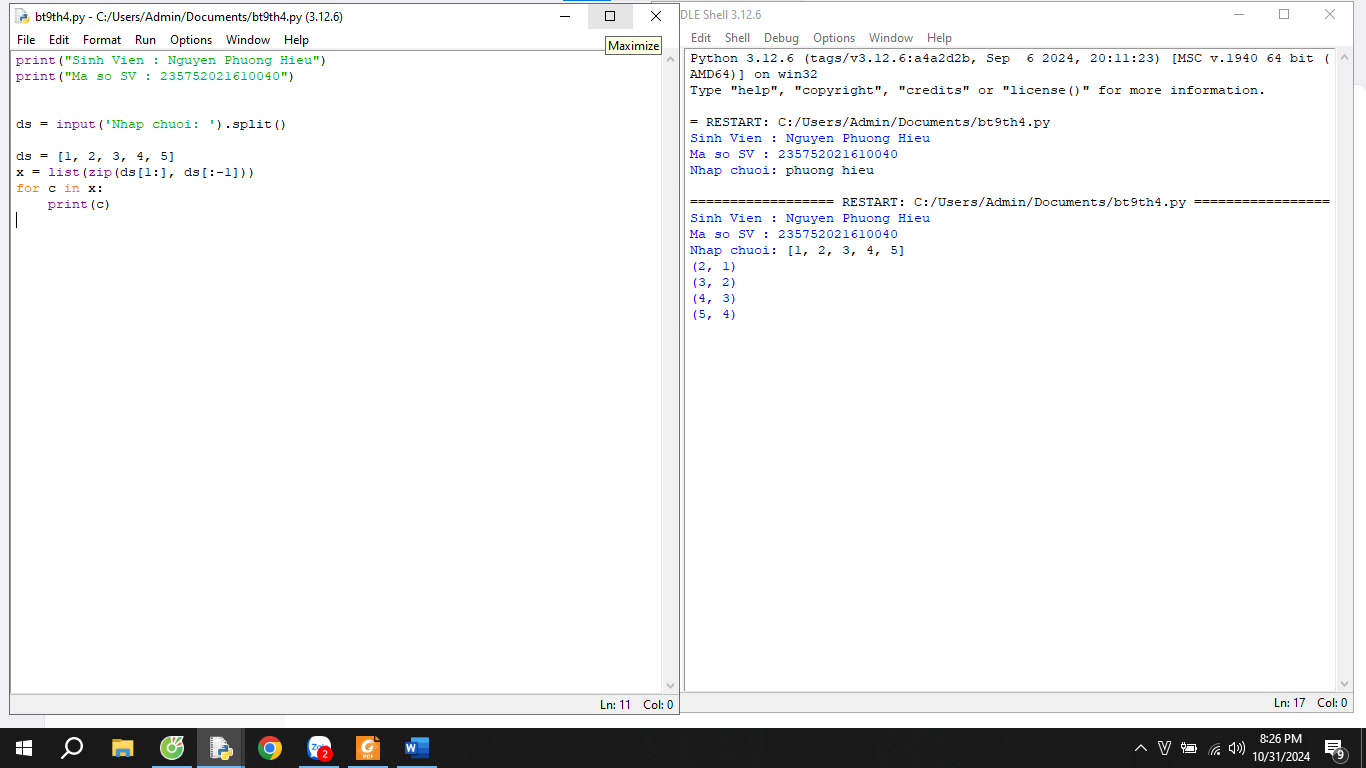 bt9th4.py - C:/Users/Admin/Documents/bt9th4.py (3.12.6)
File Edit Format Run Options Window Help
Maximize
print("Sinh Vien : Nguyen Phuong Hieu")
print("Ma so SV : 235752021610040")
ds = input('Nhap chuoi: ').split()
ds = [1, 2, 3, 4, 5]
x = list(zip(ds[1:], ds[:-1]))
for c in x:
    print(c)
Ln: 11 Col: 0
DLE Shell 3.12.6
Edit Shell Debug Options Window Help
Python 3.12.6 (tags/v3.12.6:a4a2d2b, Sep  6 2024, 20:11:23) [MSC v.1940 64 bit (
AMD64)] on win32
Type "help", "copyright", "credits" or "license()" for more information.
= RESTART: C:/Users/Admin/Documents/bt9th4.py
Sinh Vien : Nguyen Phuong Hieu
Ma so SV : 235752021610040
Nhap chuoi: phuong hieu
================== RESTART: C:/Users/Admin/Documents/bt9th4.py =================
Sinh Vien : Nguyen Phuong Hieu
Ma so SV : 235752021610040
Nhap chuoi: [1, 2, 3, 4, 5]
(2, 1)
(3, 2)
(4, 3)
(5, 4)
Ln: 17 Col: 0
Zalo
2
PDF
W
V
8:26 PM
10/31/2024
9